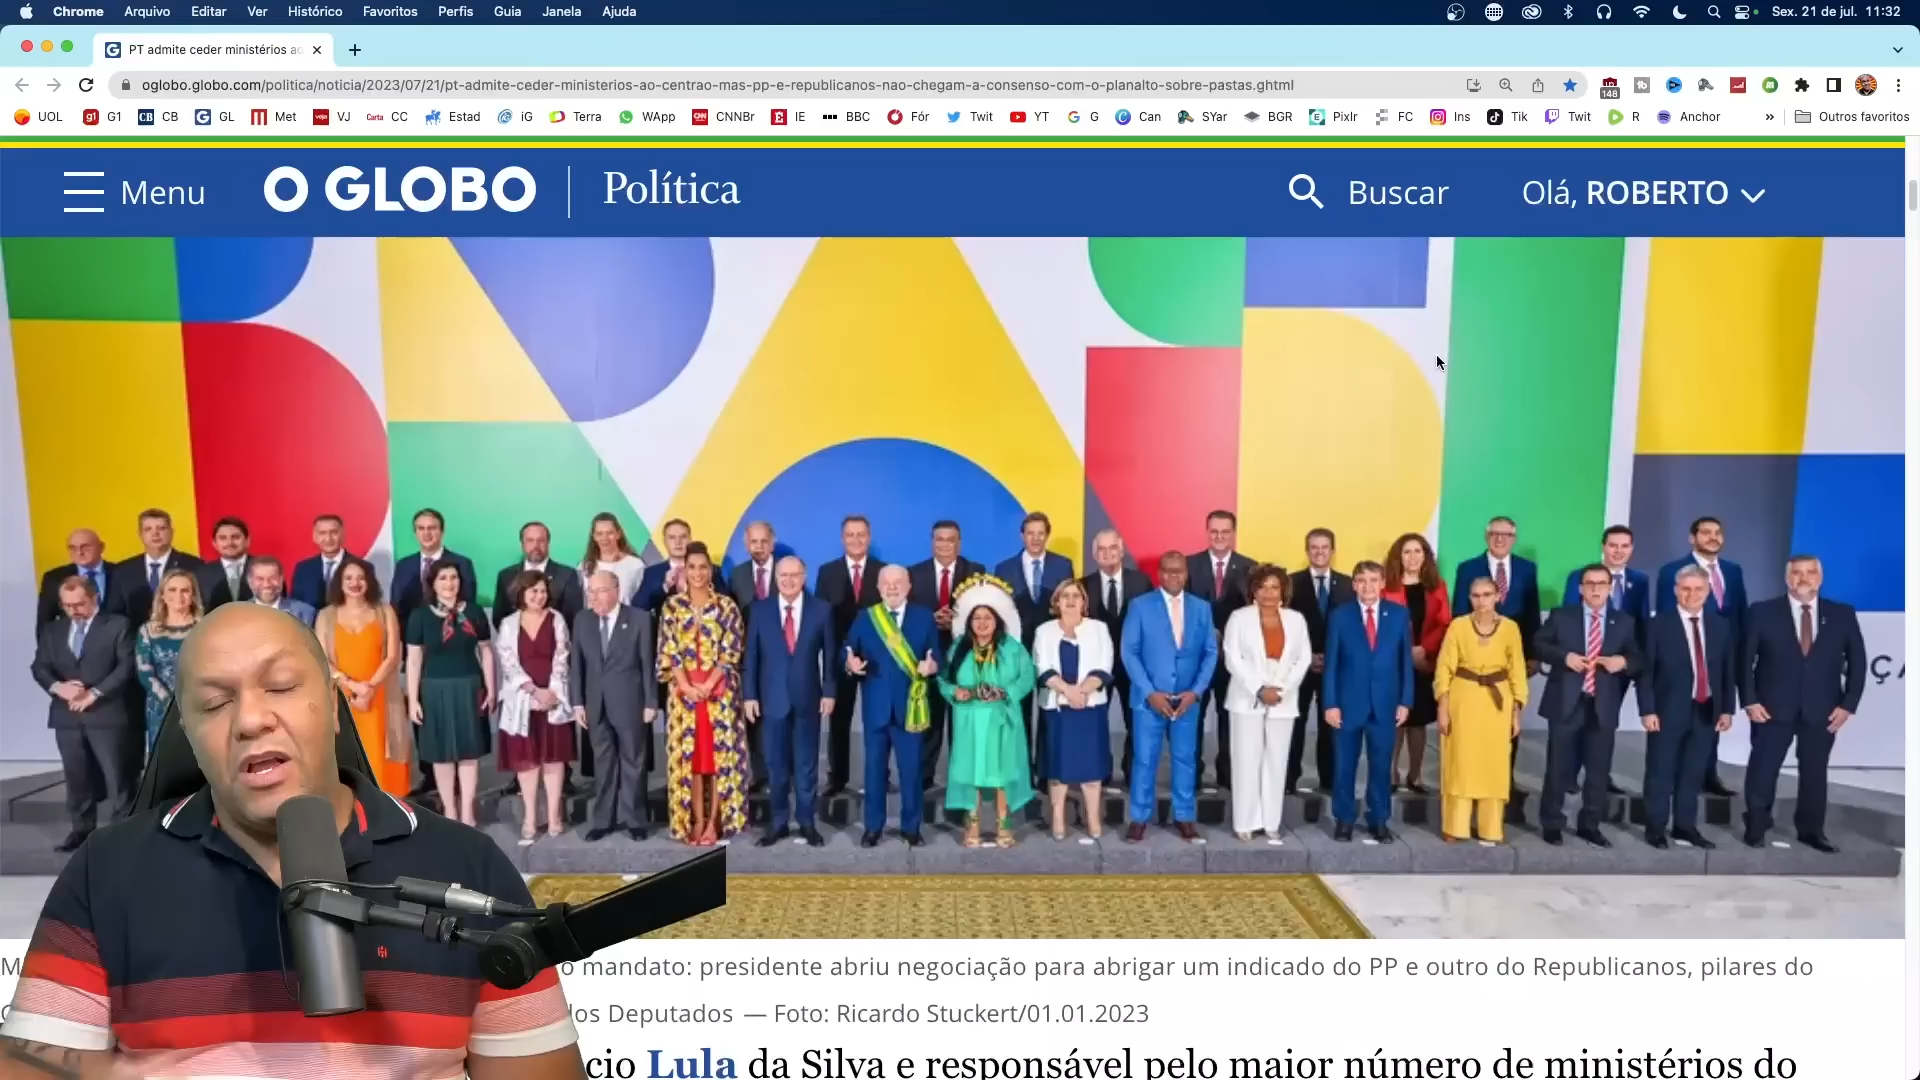 Chrome Arquivo Editar Ver Histórico Favoritos Perfis Guia Janela Ajuda Sex. 21 de jul. 11:32
PT admite ceder ministérios ao
oglobo.globo.com/politica/noticia/2023/07/21/pt-admite-ceder-ministerios-ao-centrao-mas-pp-e-republicanos-nao-chegam-a-consenso-com-o-planalto-sobre-pastas.ghtml
148
UOL G1 CB GL Met VJ CC Estad iG Terra WApp CNNBr IE BBC Fór Twit YT G Can SYar BGR Pixlr FC Ins Tik Twit R Anchor » Outros favoritos
Menu O GLOBO Política Buscar Olá, ROBERTO
o mandato: presidente abriu negociação para abrigar um indicado do PP e outro do Republicanos, pilares do
dos Deputados — Foto: Ricardo Stuckert/01.01.2023
cio Lula da Silva e responsável pelo maior número de ministérios do